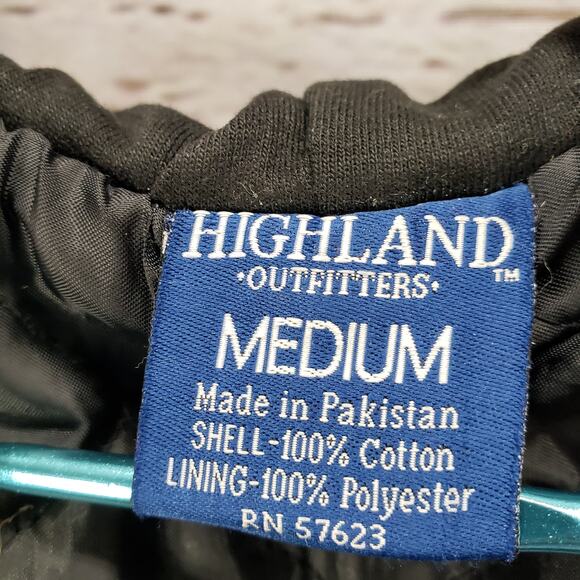 HIGHLAND
•OUTFITTERS•
™
MEDIUM
Made in Pakistan
SHELL-100% Cotton
LINING-100% Polyester
RN 57623